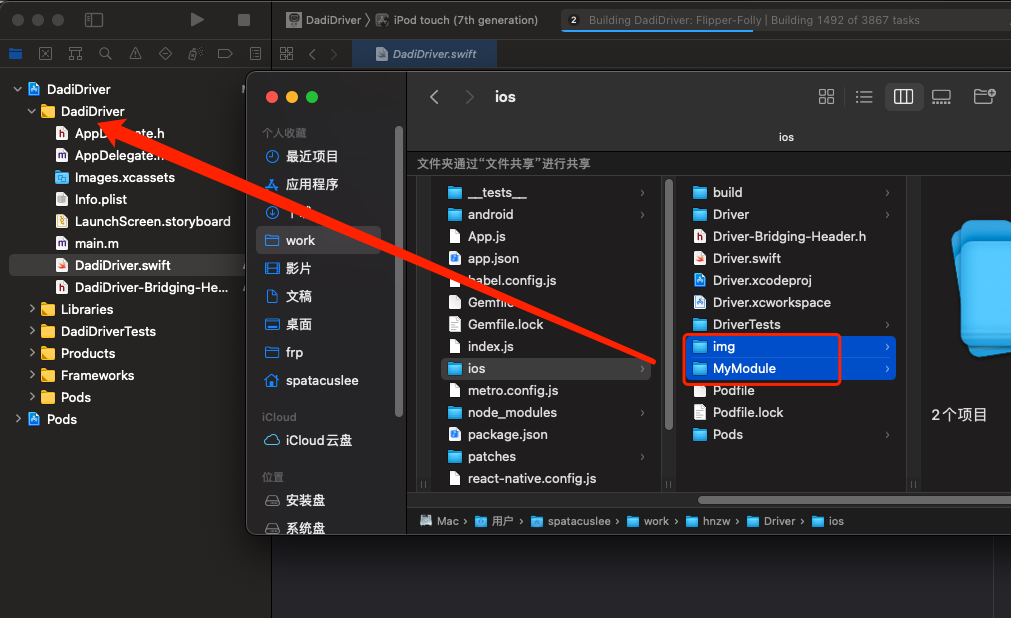 DadiDriver 〉 iPod touch (7th generation)
2 Building DadiDriver: Flipper-Folly | Building 1492 of 3867 tasks
DadiDriver.swift
DadiDriver
DadiDriver
AppDelegate.h
AppDelegate.m
Images.xcassets
Info.plist
LaunchScreen.storyboard
main.m
DadiDriver.swift
DadiDriver-Bridging-He...
Libraries
DadiDriverTests
Products
Frameworks
Pods
Pods
ios
ios
文件夹通过“文件共享”进行共享
个人收藏
最近项目
应用程序
work
影片
文稿
桌面
frp
spatacuslee
iCloud
iCloud云盘
位置
安装盘
系统盘
__tests__
android
App.js
app.json
babel.config.js
Gemfile
Gemfile.lock
index.js
ios
metro.config.js
node_modules
package.json
patches
react-native.config.js
build
Driver
Driver-Bridging-Header.h
Driver.swift
Driver.xcodeproj
Driver.xcworkspace
DriverTests
img
MyModule
Podfile
Podfile.lock
Pods
2个项目
Mac › 用户 › spatacuslee › work › hnzw › Driver › ios